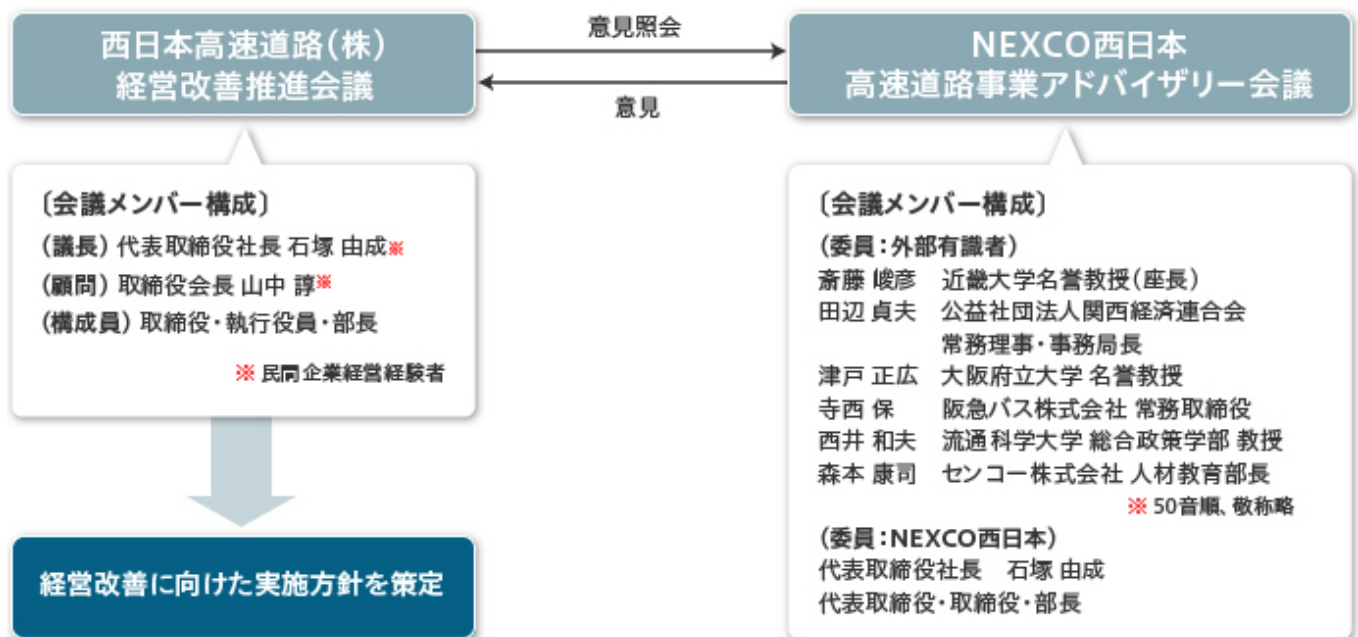 西日本高速道路(株)
経営改善推進会議
意見照会
意見
NEXCO西日本
高速道路事業アドバイザリー会議
〔会議メンバー構成〕
(議長) 代表取締役社長 石塚 由成※
(顧問) 取締役会長 山中 諄※
(構成員) 取締役・執行役員・部長
※ 民間企業経営経験者
経営改善に向けた実施方針を策定
〔会議メンバー構成〕
(委員:外部有識者)
斎藤 峻彦 近畿大学名誉教授(座長)
田辺 貞夫 公益社団法人関西経済連合会
常務理事・事務局長
津戸 正広 大阪府立大学 名誉教授
寺西 保 阪急バス株式会社 常務取締役
西井 和夫 流通科学大学 総合政策学部 教授
森本 康司 センコー株式会社 人材教育部長
※ 50音順、敬称略
(委員:NEXCO西日本)
代表取締役社長 石塚 由成
代表取締役・取締役・部長